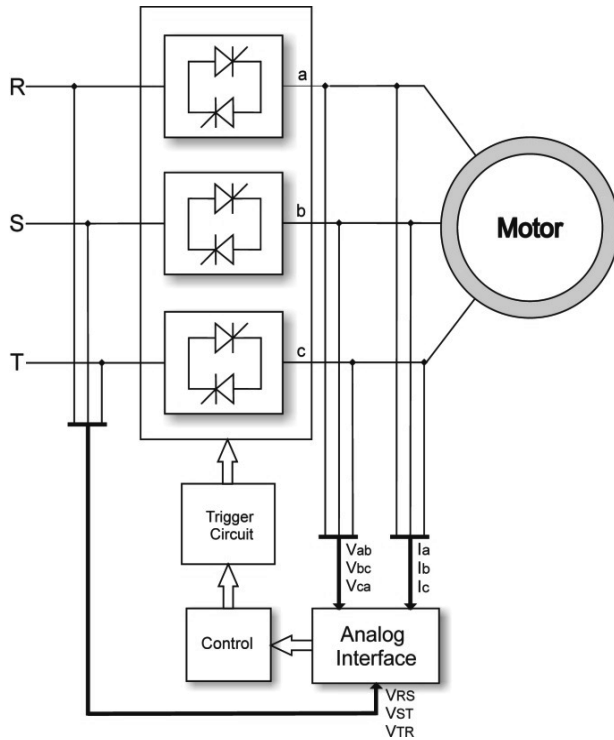 R
a
S
b
Motor
T
c
Trigger
Circuit
Vab
Vbc
Vca
Ia
Ib
Ic
Control
Analog
Interface
VRS
VST
VTR